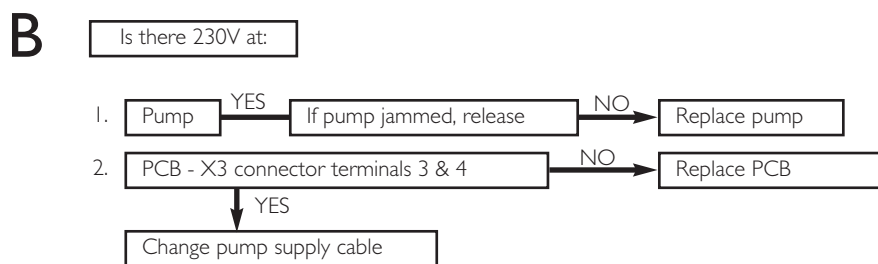 B
Is there 230V at:
1. Pump YES If pump jammed, release NO Replace pump
2. PCB - X3 connector terminals 3 & 4 NO Replace PCB
YES
Change pump supply cable